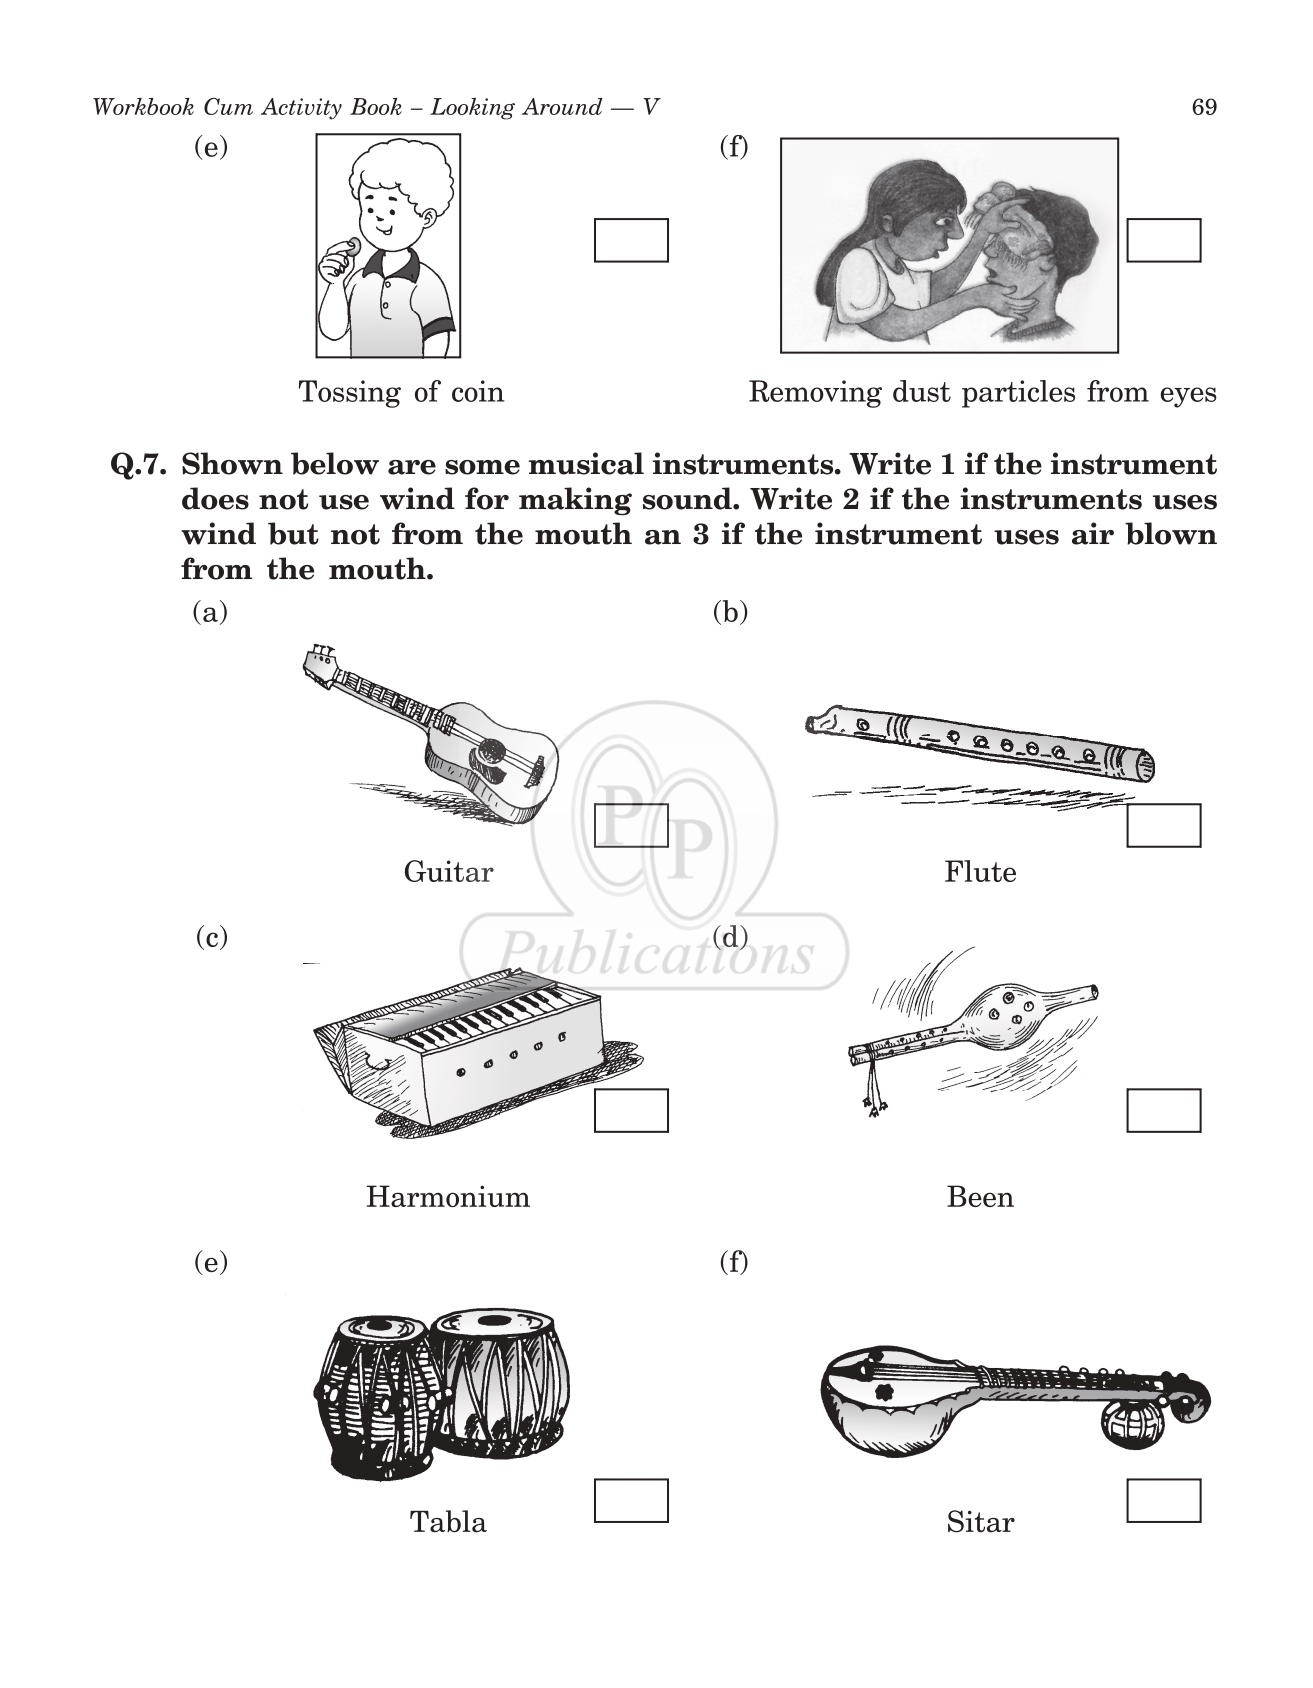 Workbook Cum Activity Book – Looking Around — V 69
(e) (f)
Tossing of coin Removing dust particles from eyes
Q.7. Shown below are some musical instruments. Write 1 if the instrument
does not use wind for making sound. Write 2 if the instruments uses
wind but not from the mouth an 3 if the instrument uses air blown
from the mouth.
(a) (b)
PP
Guitar Flute
(c) (d)
Publications
Harmonium Been
(e) (f)
Tabla Sitar